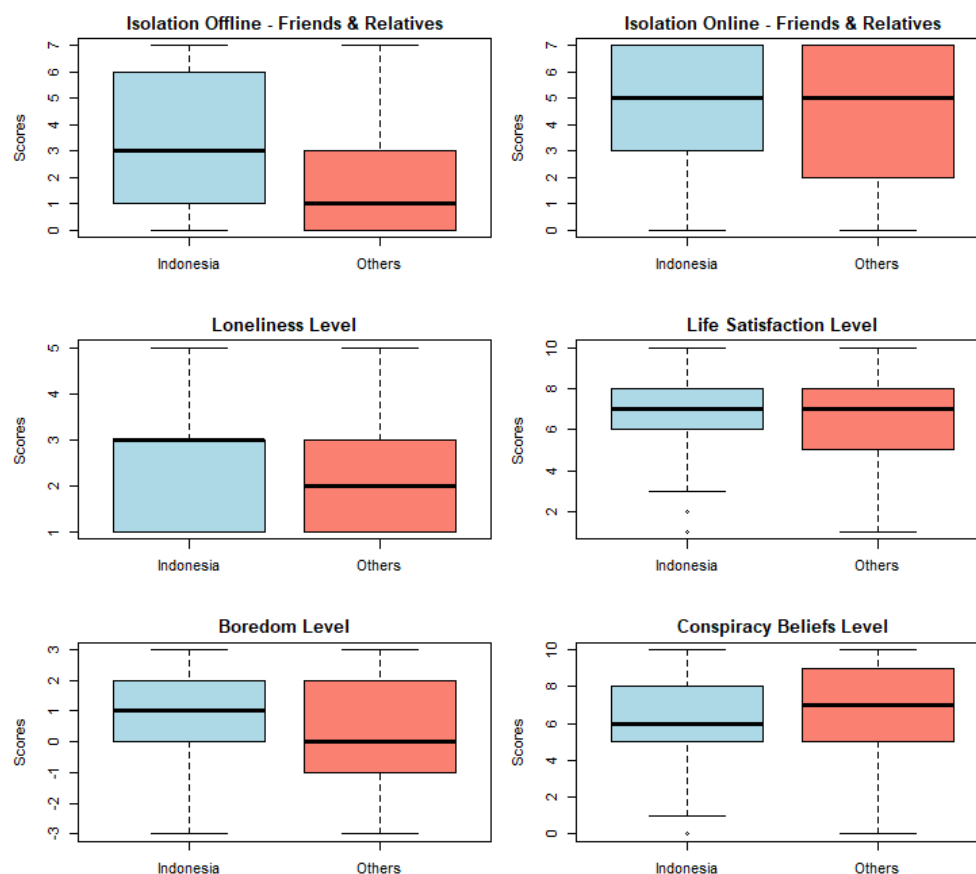 Isolation Offline - Friends & Relatives
Scores
7
6
5
4
3
2
1
0
Indonesia Others
Isolation Online - Friends & Relatives
Scores
7
6
5
4
3
2
1
0
Indonesia Others
Loneliness Level
Scores
5
4
3
2
1
Indonesia Others
Life Satisfaction Level
Scores
10
8
6
4
2
Indonesia Others
Boredom Level
Scores
3
2
1
0
-1
-2
-3
Indonesia Others
Conspiracy Beliefs Level
Scores
10
8
6
4
2
0
Indonesia Others